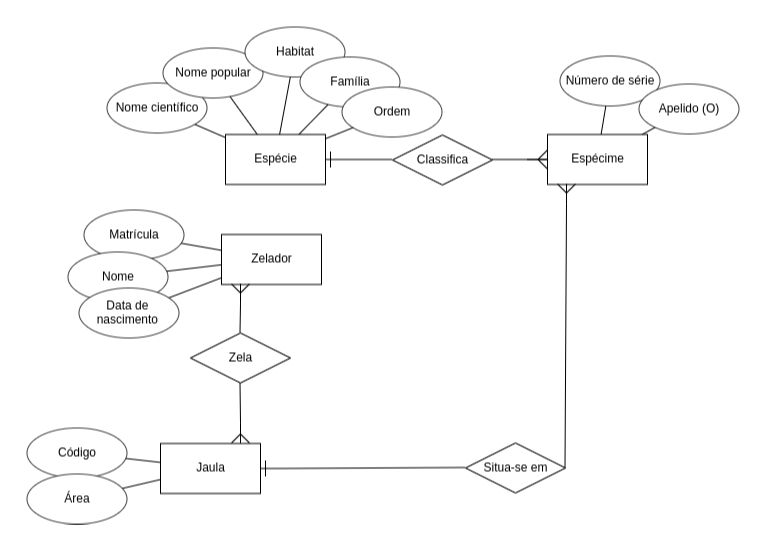 Habitat
Nome popular
Família
Nome científico
Ordem
Número de série
Apelido (O)
Espécie
Classifica
Espécime
Matrícula
Zelador
Nome
Data de
nascimento
Zela
Código
Jaula
Situa-se em
Área